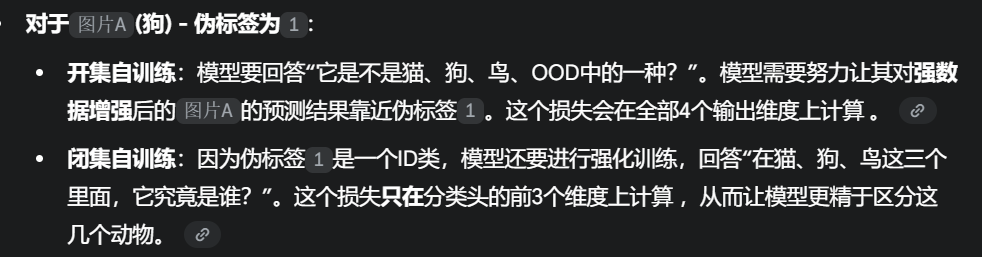 对于 图片A (狗) - 伪标签为 1 :
• 开集自训练：模型要回答“它是不是猫、狗、鸟、OOD中的一种？”。模型需要努力让其对强数
据增强后的 图片A 的预测结果靠近伪标签 1 。这个损失会在全部4个输出维度上计算 。
• 闭集自训练：因为伪标签 1 是一个ID类，模型还要进行强化训练，回答“在猫、狗、鸟这三个
里面，它究竟是谁？”。这个损失只在分类头的前3个维度上计算 ，从而让模型更精于区分这
几个动物。